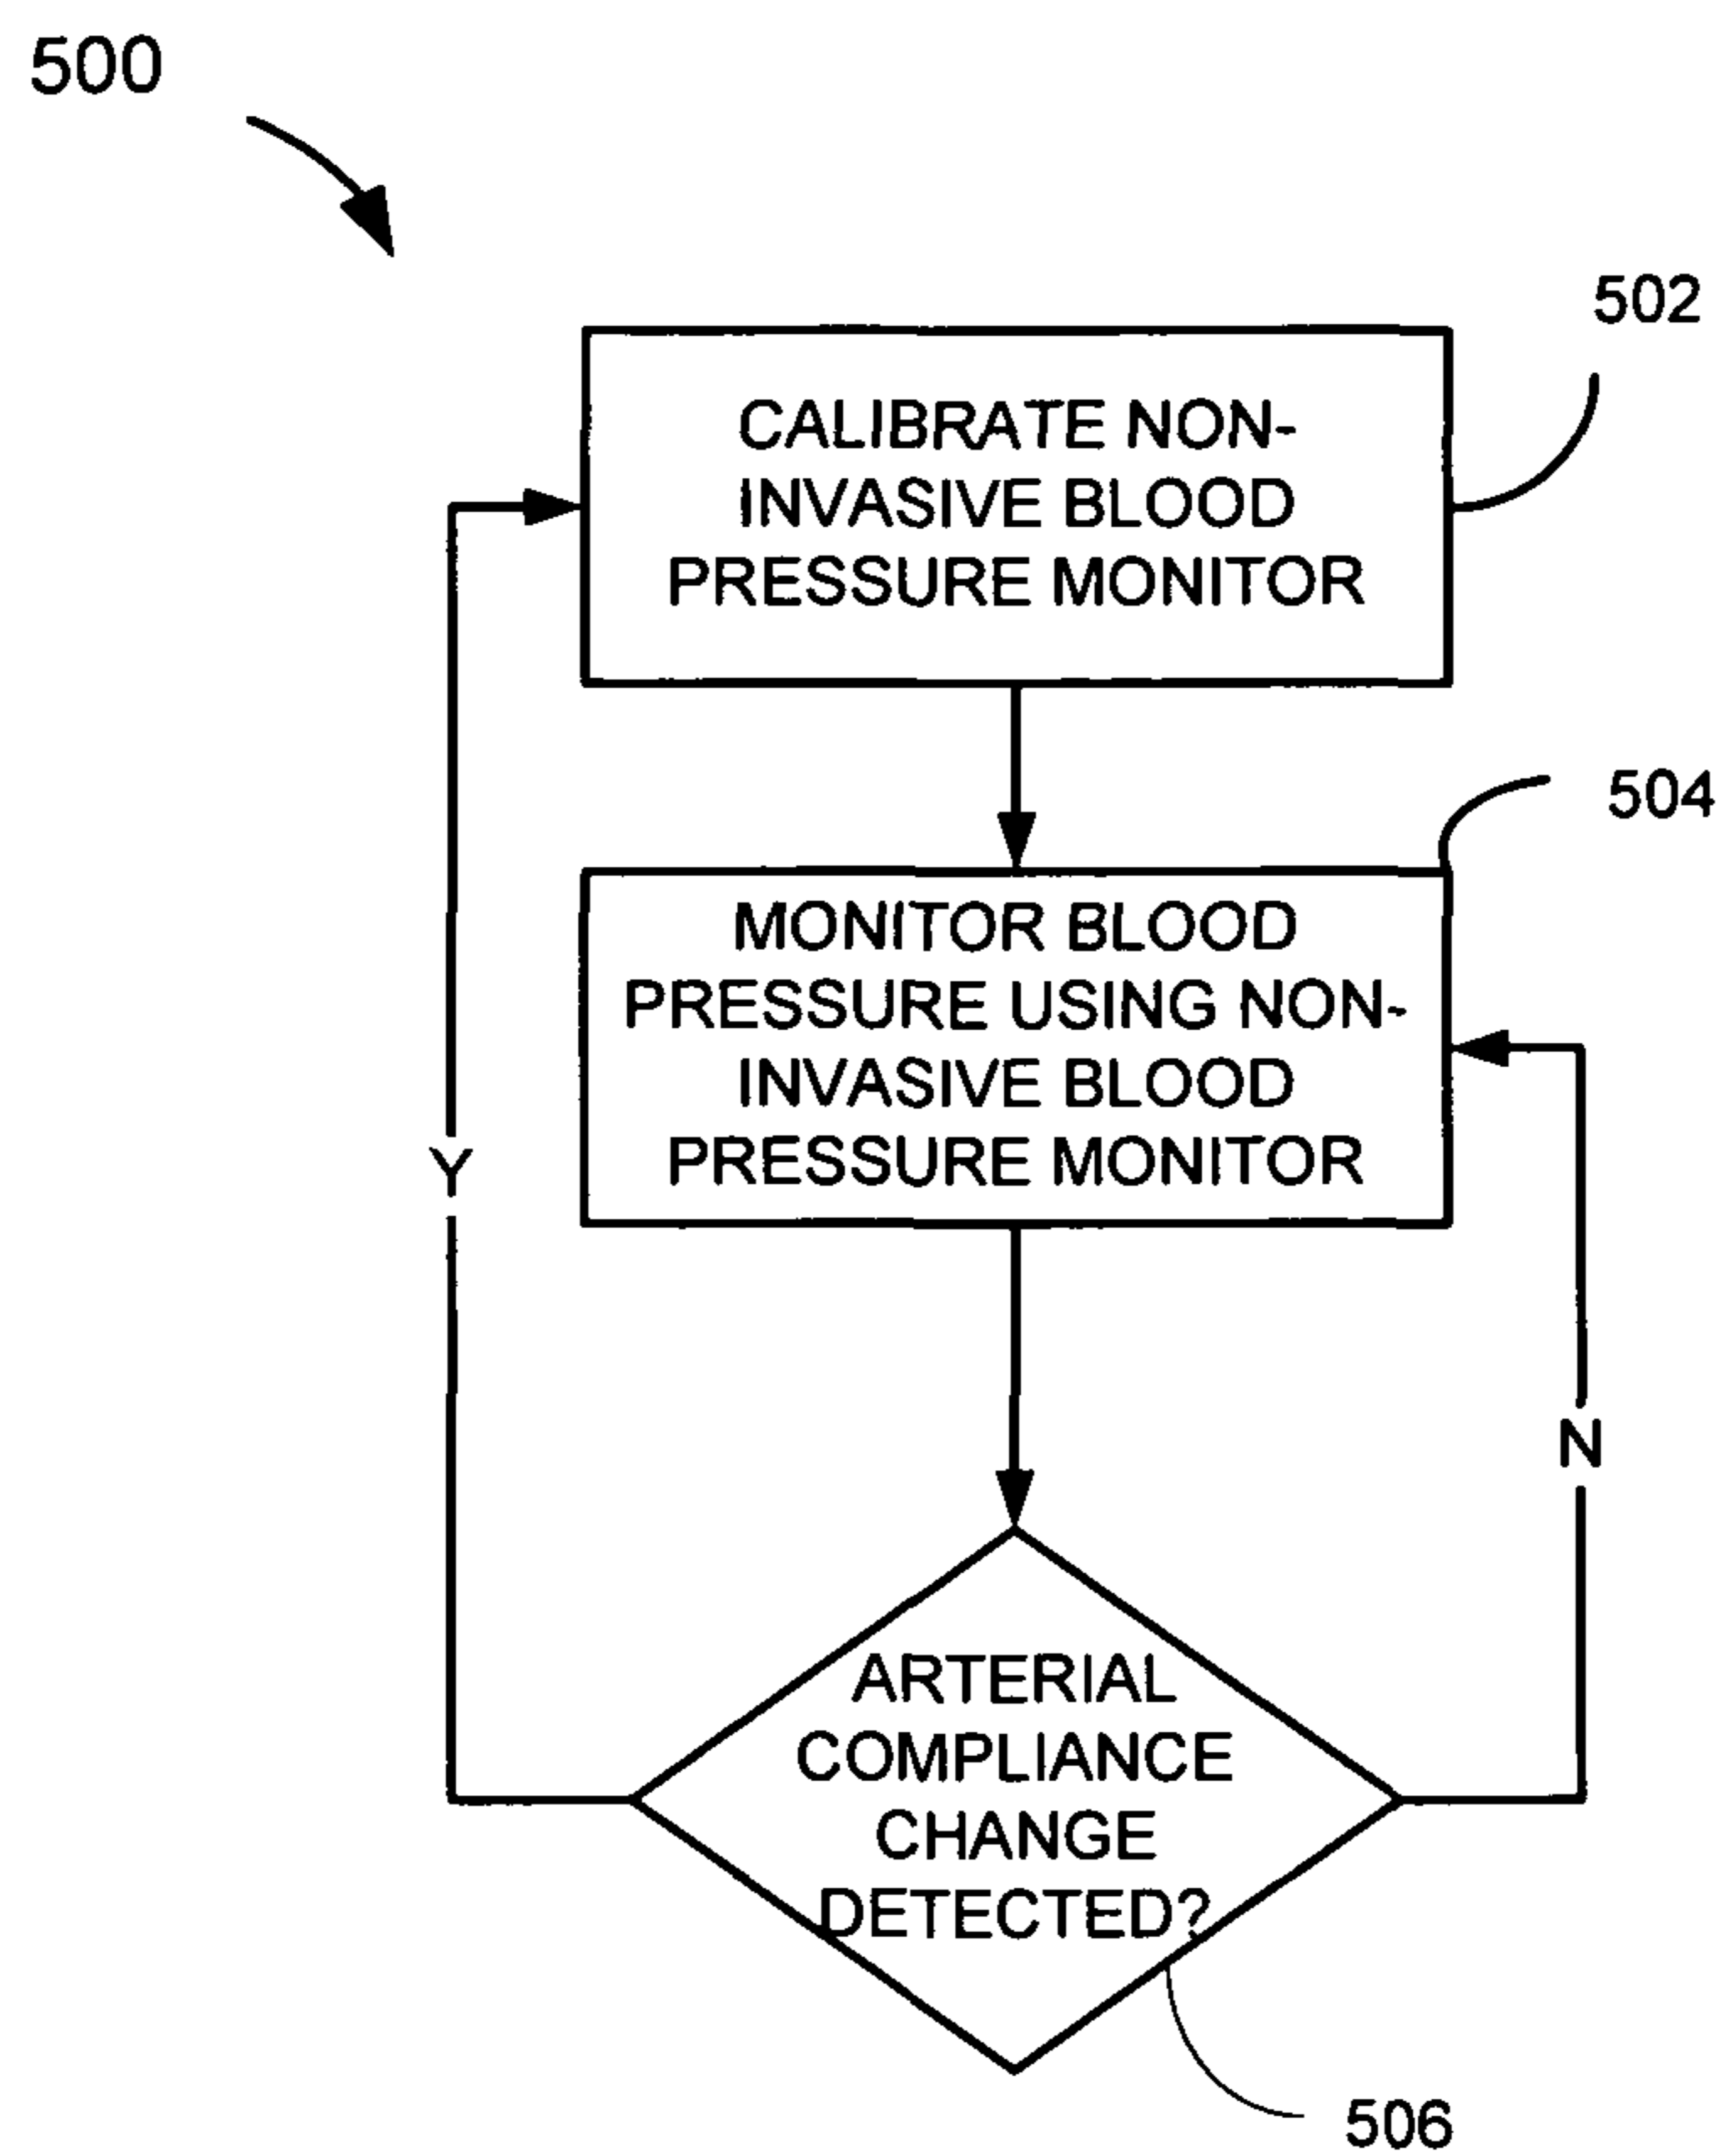 500
502
CALIBRATE NON-
INVASIVE BLOOD
PRESSURE MONITOR
504
MONITOR BLOOD
PRESSURE USING NON-
INVASIVE BLOOD
PRESSURE MONITOR
Y
N
ARTERIAL
COMPLIANCE
CHANGE
DETECTED?
506